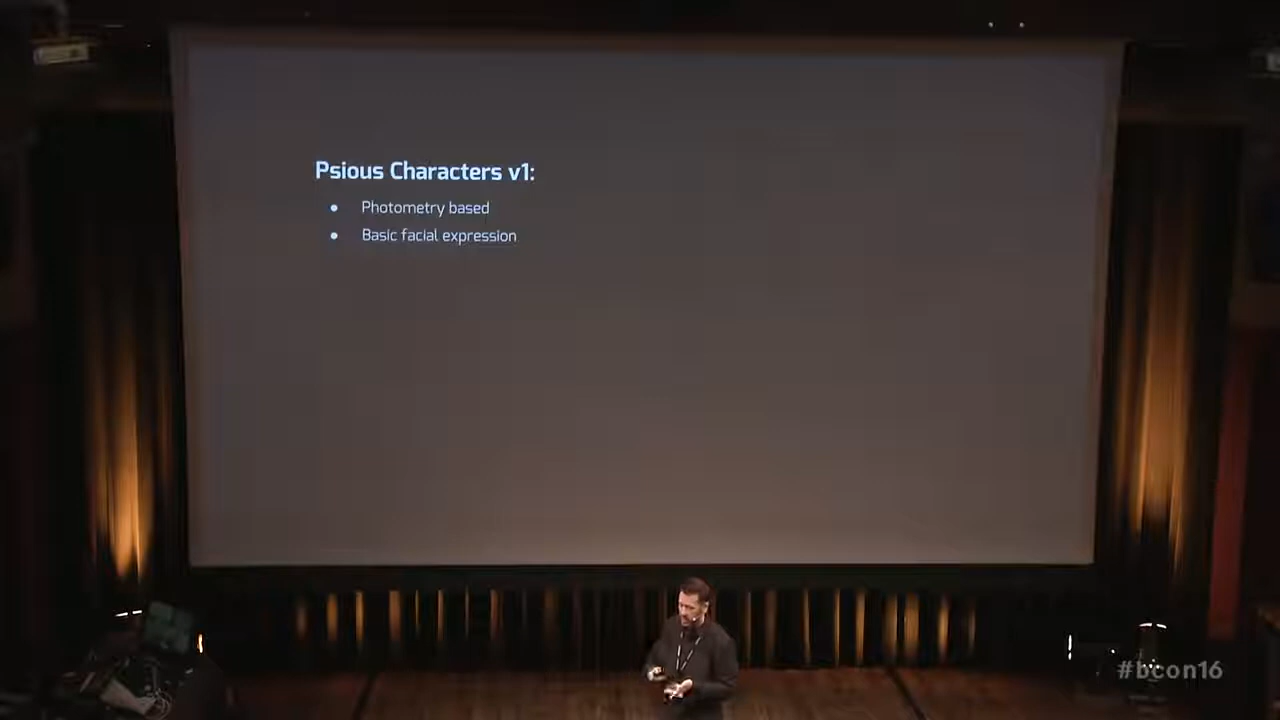 Psious Characters v1:
● Photometry based
● Basic facial expression
#bcon16